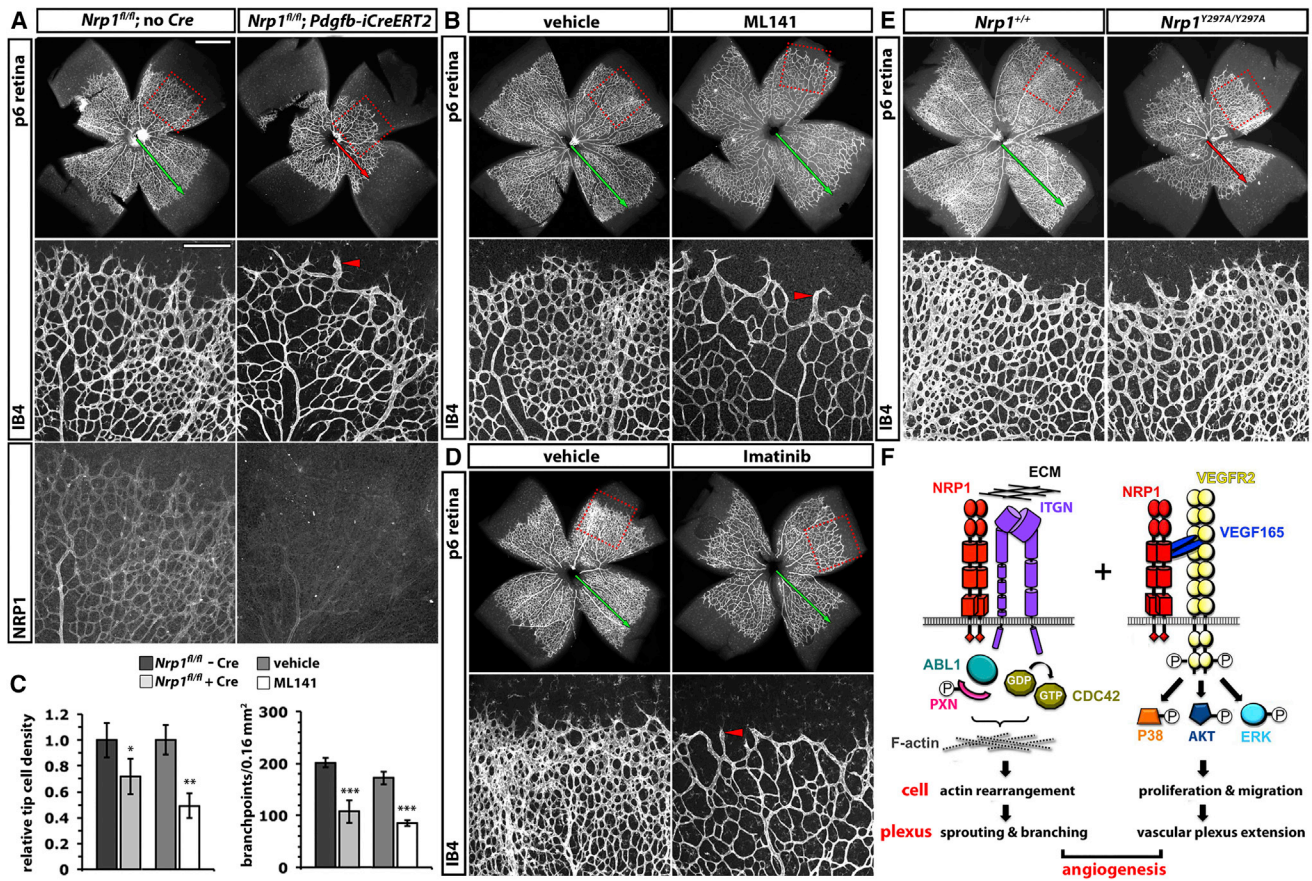 A
Nrp1fl/fl; no Cre
Nrp1fl/fl; Pdgfb-iCreERT2
p6 retina
IB4
NRP1
B
vehicle
ML141
p6 retina
IB4
C
Nrp1fl/fl - Cre
vehicle
Nrp1fl/fl + Cre
ML141
relative tip cell density
1.2
1.0
0.8
0.6
0.4
0.2
0
*
**
branchpoints/0.16 mm²
300
200
100
0
***
***
D
vehicle
Imatinib
p6 retina
IB4
E
Nrp1+/+
Nrp1Y297A/Y297A
p6 retina
IB4
F
ECM
NRP1
ITGN
ABL1
P
PXN
GDP
GTP
CDC42
F-actin
cell actin rearrangement
plexus sprouting & branching
+
VEGFR2
NRP1
VEGF165
P
P
P
P
P
P38
AKT
ERK
proliferation & migration
vascular plexus extension
angiogenesis